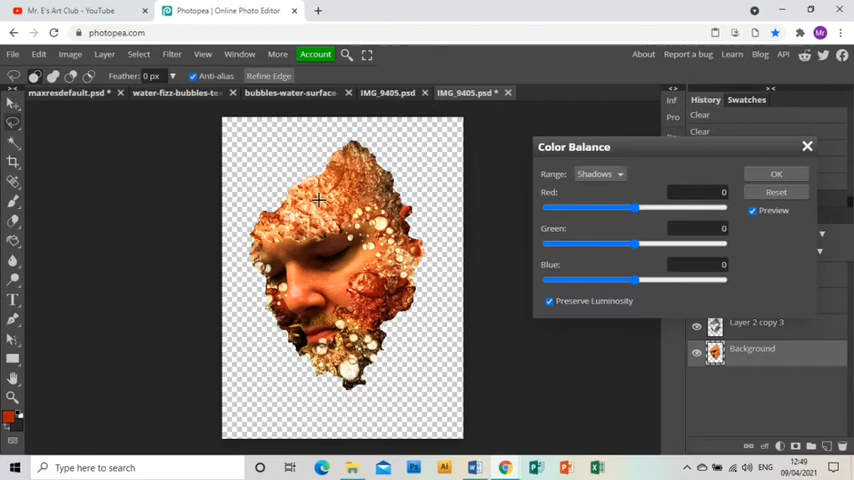 Mr. E's Art Club - YouTube
Photopea | Online Photo Editor
photopea.com
Mr
File Edit Image Layer Select Filter View Window More Account
About Report a bug Learn Blog API
Feather: 0 px Anti-alias Refine Edge
maxresdefault.psd *
water-fizz-bubbles-te
bubbles-water-surface-
IMG_9405.psd
IMG_9405.psd *
Inf
Pro
History Swatches
Clear
Clear
Color Balance
Range: Shadows
OK
Red: 0
Reset
Preview
Green: 0
Blue: 0
Preserve Luminosity
Layer 2 copy 3
Background
eff
Type here to search
ENG
12:49
09/04/2021